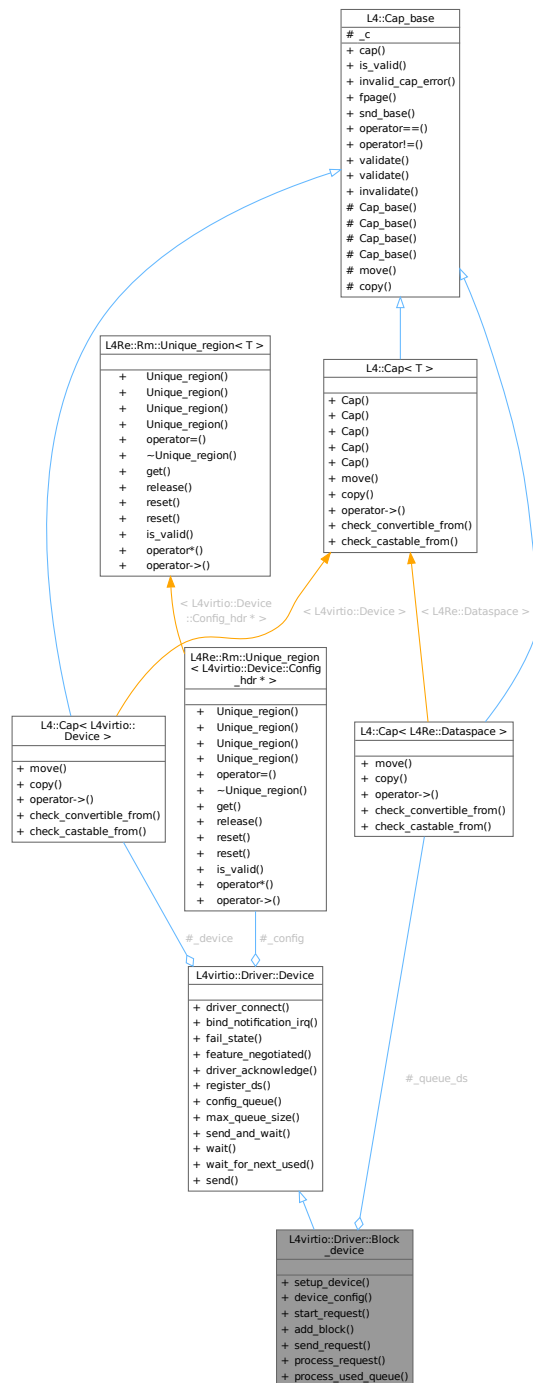 L4::Cap_base
# _c
+ cap()
+ is_valid()
+ invalid_cap_error()
+ fpage()
+ snd_base()
+ operator==()
+ operator!=()
+ validate()
+ validate()
+ invalidate()
# Cap_base()
# Cap_base()
# Cap_base()
# Cap_base()
# move()
# copy()
L4Re::Rm::Unique_region< T >
+ Unique_region()
+ Unique_region()
+ Unique_region()
+ Unique_region()
+ operator=()
+ ~Unique_region()
+ get()
+ release()
+ reset()
+ reset()
+ is_valid()
+ operator*()
+ operator->()
L4::Cap< T >
+ Cap()
+ Cap()
+ Cap()
+ Cap()
+ Cap()
+ move()
+ copy()
+ operator->()
+ check_convertible_from()
+ check_castable_from()
< L4virtio::Device
::Config_hdr * >
< L4virtio::Device >
< L4Re::Dataspace >
L4Re::Rm::Unique_region
< L4virtio::Device::Config
_hdr * >
+ Unique_region()
+ Unique_region()
+ Unique_region()
+ Unique_region()
+ operator=()
+ ~Unique_region()
+ get()
+ release()
+ reset()
+ reset()
+ is_valid()
+ operator*()
+ operator->()
L4::Cap< L4virtio::
Device >
+ move()
+ copy()
+ operator->()
+ check_convertible_from()
+ check_castable_from()
L4::Cap< L4Re::Dataspace >
+ move()
+ copy()
+ operator->()
+ check_convertible_from()
+ check_castable_from()
#_device
#_config
L4virtio::Driver::Device
+ driver_connect()
+ bind_notification_irq()
+ fail_state()
+ feature_negotiated()
+ driver_acknowledge()
+ register_ds()
+ config_queue()
+ max_queue_size()
+ send_and_wait()
+ wait()
+ wait_for_next_used()
+ send()
#_queue_ds
L4virtio::Driver::Block
_device
+ setup_device()
+ device_config()
+ start_request()
+ add_block()
+ send_request()
+ process_request()
+ process_used_queue()